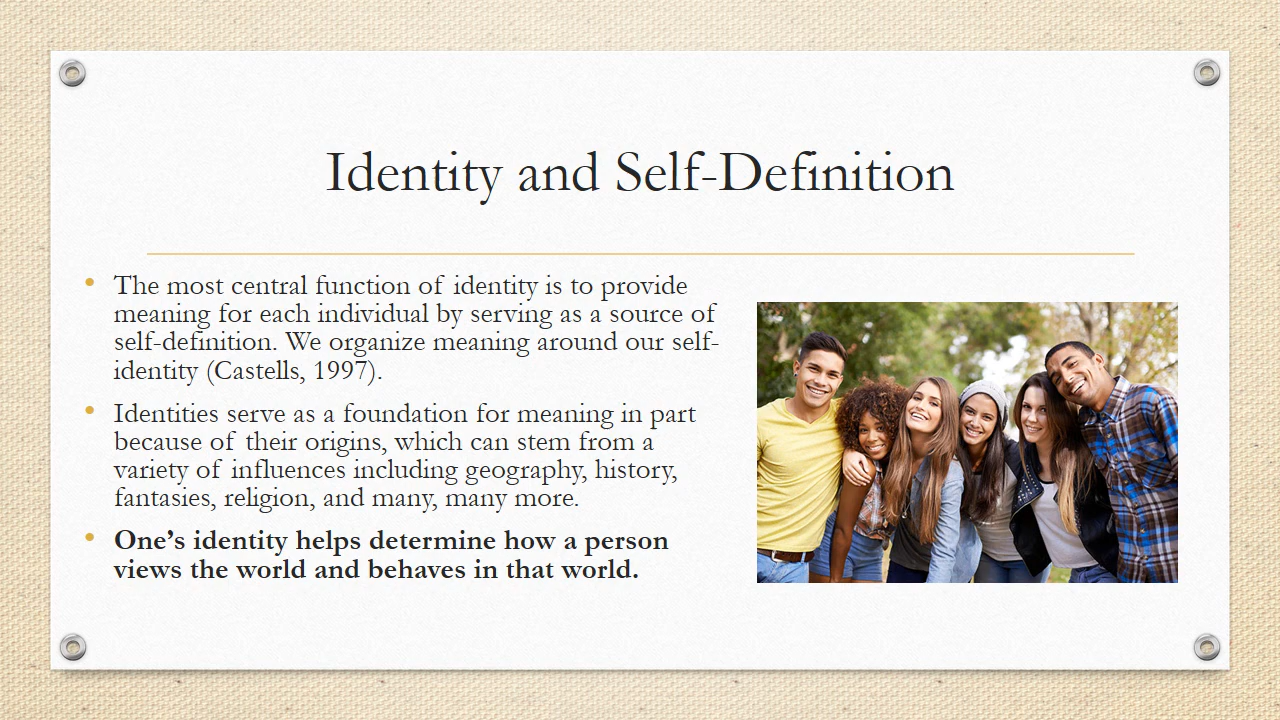 Identity and Self-Definition
• The most central function of identity is to provide
meaning for each individual by serving as a source of
self-definition. We organize meaning around our self-
identity (Castells, 1997).
• Identities serve as a foundation for meaning in part
because of their origins, which can stem from a
variety of influences including geography, history,
fantasies, religion, and many, many more.
• One’s identity helps determine how a person
views the world and behaves in that world.